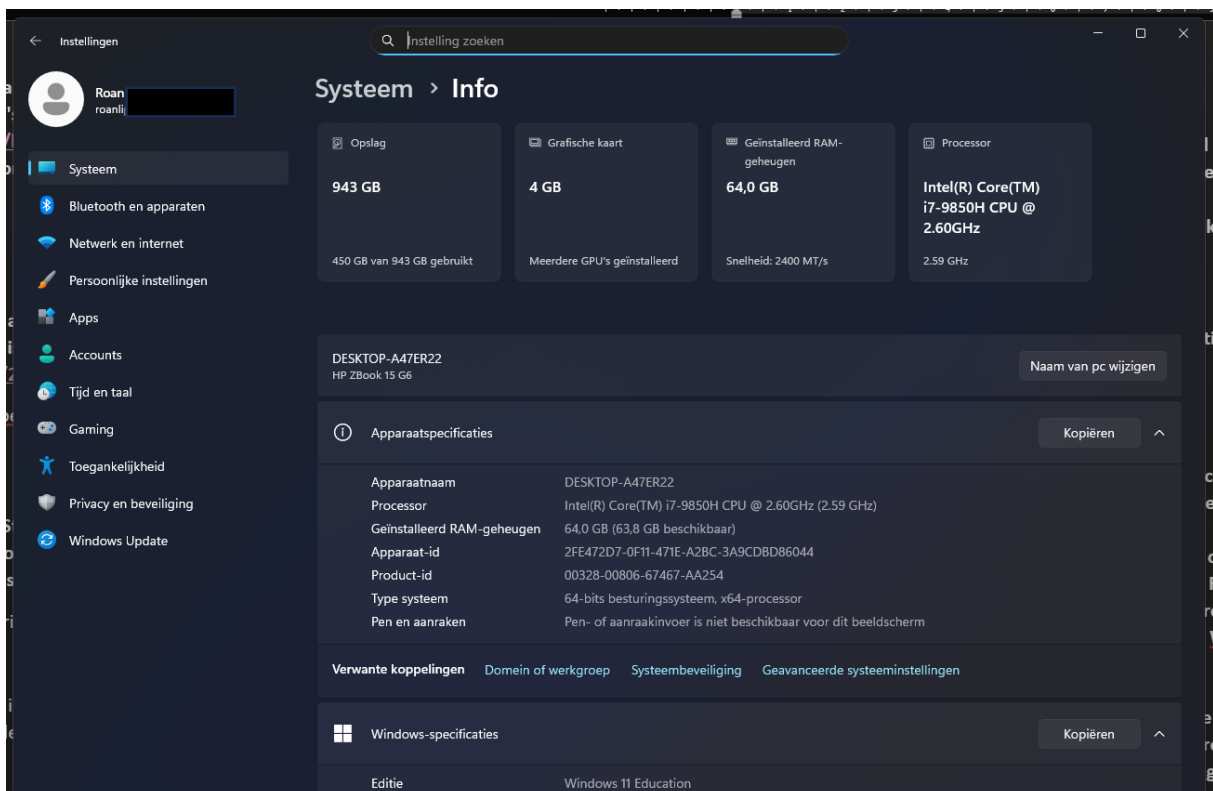 Instellingen
Instelling zoeken
Roan
roanli
Systeem
Bluetooth en apparaten
Netwerk en internet
Persoonlijke instellingen
Apps
Accounts
Tijd en taal
Gaming
Toegankelijkheid
Privacy en beveiliging
Windows Update
Systeem > Info
Opslag
943 GB
450 GB van 943 GB gebruikt
Grafische kaart
4 GB
Meerdere GPU's geïnstalleerd
Geïnstalleerd RAM-
geheugen
64,0 GB
Snelheid: 2400 MT/s
Processor
Intel(R) Core(TM)
i7-9850H CPU @
2.60GHz
2.59 GHz
DESKTOP-A47ER22
HP ZBook 15 G6
Naam van pc wijzigen
Apparaatspecificaties
Kopiëren
Apparaatnaam DESKTOP-A47ER22
Processor Intel(R) Core(TM) i7-9850H CPU @ 2.60GHz (2.59 GHz)
Geïnstalleerd RAM-geheugen 64,0 GB (63,8 GB beschikbaar)
Apparaat-id 2FE472D7-0F11-471E-A2BC-3A9CDBD86044
Product-id 00328-00806-67467-AA254
Type systeem 64-bits besturingssysteem, x64-processor
Pen en aanraken Pen- of aanraakinvoer is niet beschikbaar voor dit beeldscherm
Verwante koppelingen Domein of werkgroep Systeembeveiliging Geavanceerde systeeminstellingen
Windows-specificaties
Kopiëren
Editie Windows 11 Education